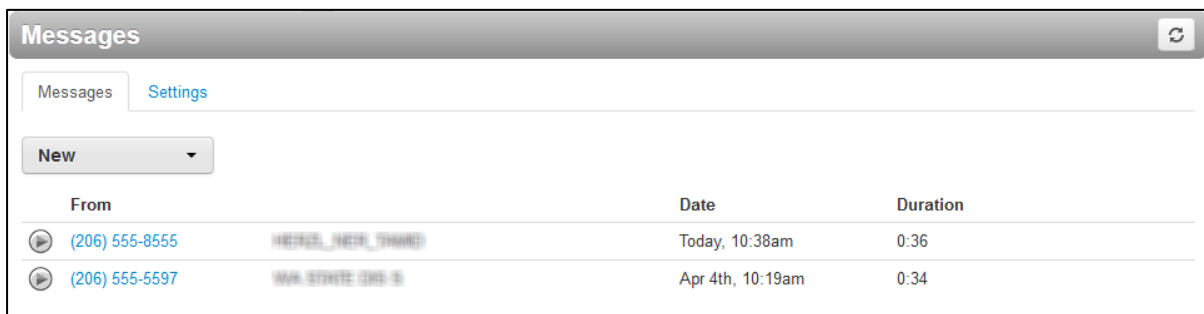 Messages
Messages Settings
New
From Date Duration
(206) 555-8555 Today, 10:38am 0:36
(206) 555-5597 Apr 4th, 10:19am 0:34